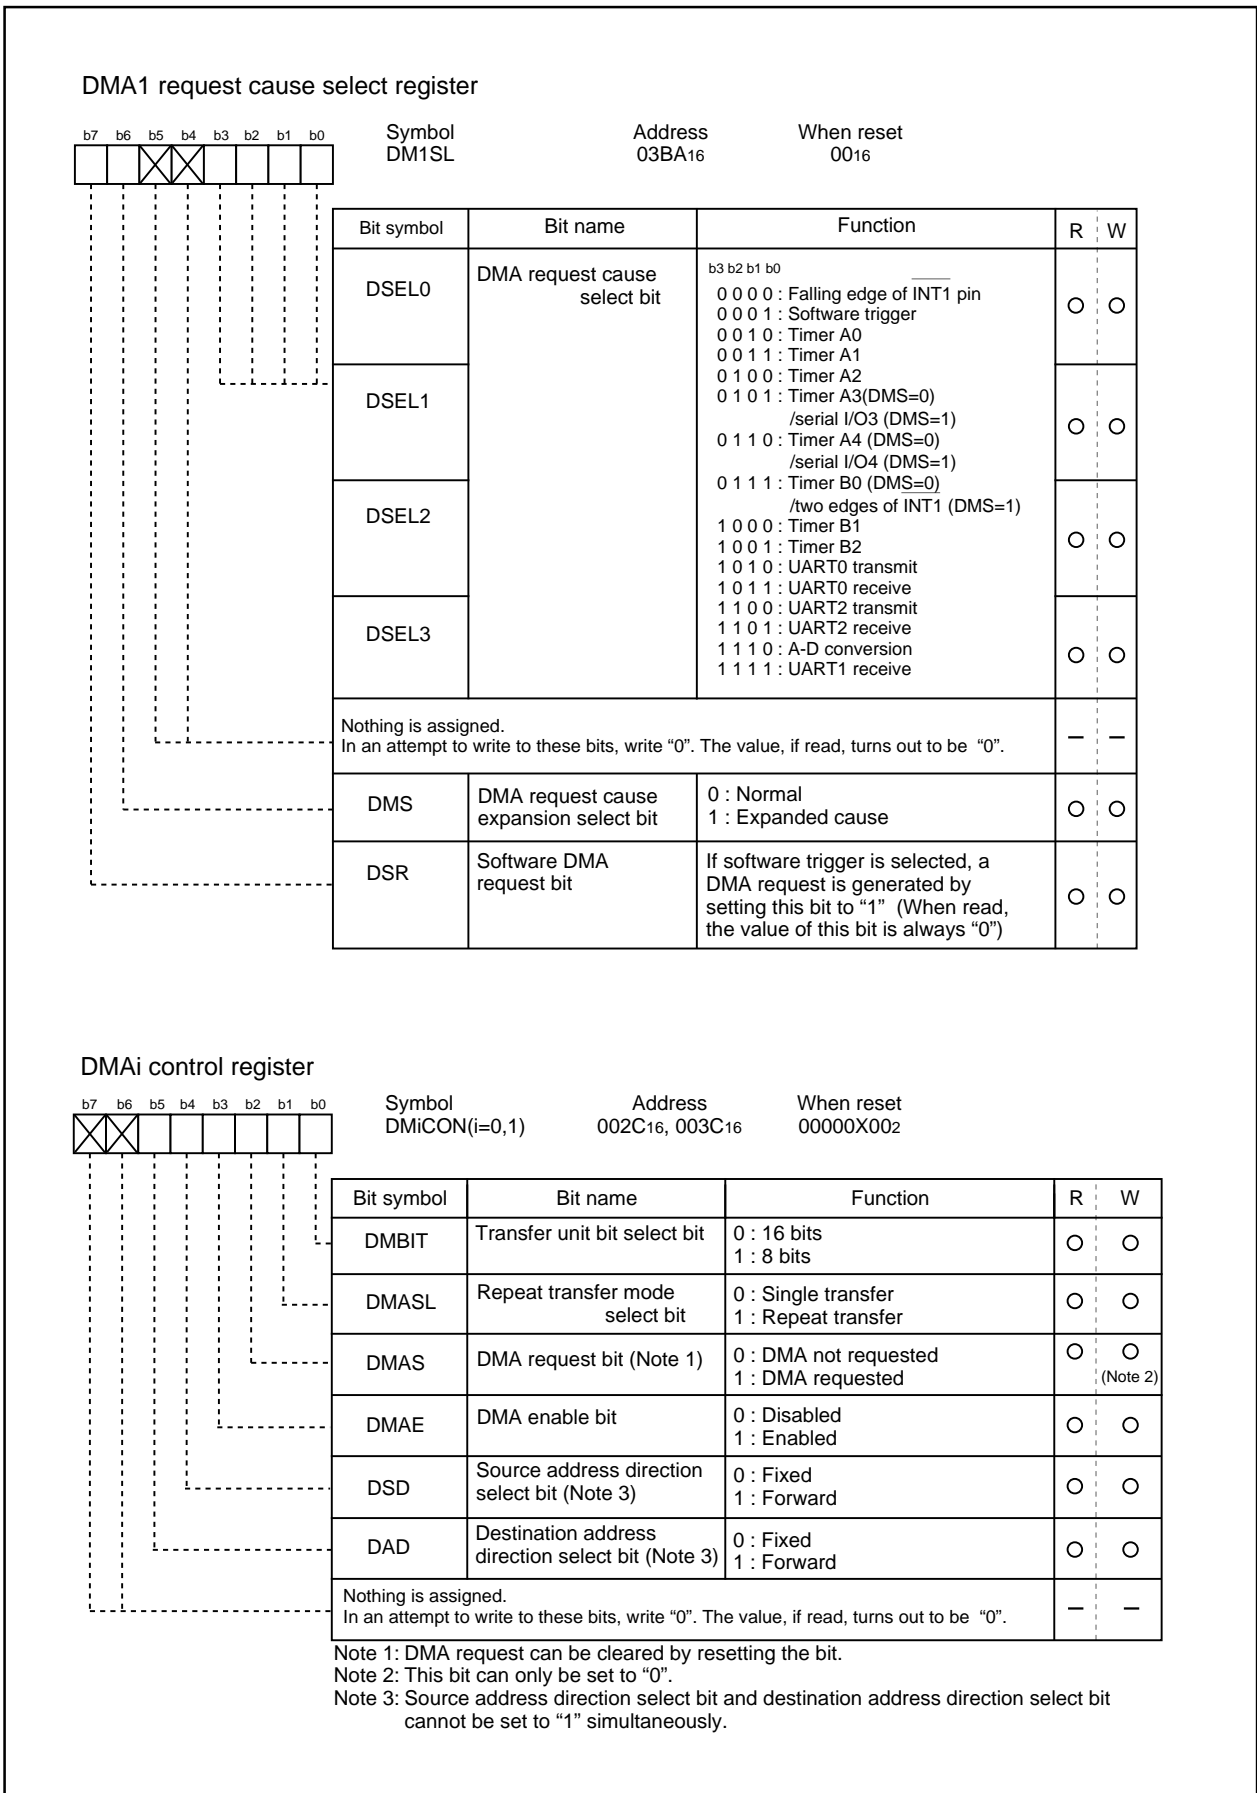 DMA1 request cause select register
b7 b6 b5 b4 b3 b2 b1 b0
Symbol Address When reset
DM1SL 03BA16 0016
Bit symbol Bit name Function R W
DSEL0 DMA request cause select bit
b3 b2 b1 b0
0 0 0 0 : Falling edge of INT1 pin
0 0 0 1 : Software trigger
0 0 1 0 : Timer A0
0 0 1 1 : Timer A1
0 1 0 0 : Timer A2
DSEL1
0 1 0 1 : Timer A3(DMS=0)
/serial I/O3 (DMS=1)
0 1 1 0 : Timer A4 (DMS=0)
/serial I/O4 (DMS=1)
0 1 1 1 : Timer B0 (DMS=0)
/two edges of INT1 (DMS=1)
DSEL2
1 0 0 0 : Timer B1
1 0 0 1 : Timer B2
1 0 1 0 : UART0 transmit
1 0 1 1 : UART0 receive
1 1 0 0 : UART2 transmit
DSEL3
1 1 0 1 : UART2 receive
1 1 1 0 : A-D conversion
1 1 1 1 : UART1 receive
Nothing is assigned.
In an attempt to write to these bits, write “0”. The value, if read, turns out to be “0”.
DMS
DMA request cause
expansion select bit
0 : Normal
1 : Expanded cause
DSR
Software DMA
request bit
If software trigger is selected, a
DMA request is generated by
setting this bit to “1” (When read,
the value of this bit is always “0”)
DMAi control register
b7 b6 b5 b4 b3 b2 b1 b0
Symbol Address When reset
DMiCON(i=0,1) 002C16, 003C16 00000X002
Bit symbol Bit name Function R W
DMBIT
Transfer unit bit select bit
0 : 16 bits
1 : 8 bits
DMASL
Repeat transfer mode
select bit
0 : Single transfer
1 : Repeat transfer
DMAS
DMA request bit (Note 1)
0 : DMA not requested
1 : DMA requested
(Note 2)
DMAE
DMA enable bit
0 : Disabled
1 : Enabled
DSD
Source address direction
select bit (Note 3)
0 : Fixed
1 : Forward
DAD
Destination address
direction select bit (Note 3)
0 : Fixed
1 : Forward
Nothing is assigned.
In an attempt to write to these bits, write “0”. The value, if read, turns out to be “0”.
Note 1: DMA request can be cleared by resetting the bit.
Note 2: This bit can only be set to “0”.
Note 3: Source address direction select bit and destination address direction select bit
cannot be set to “1” simultaneously.